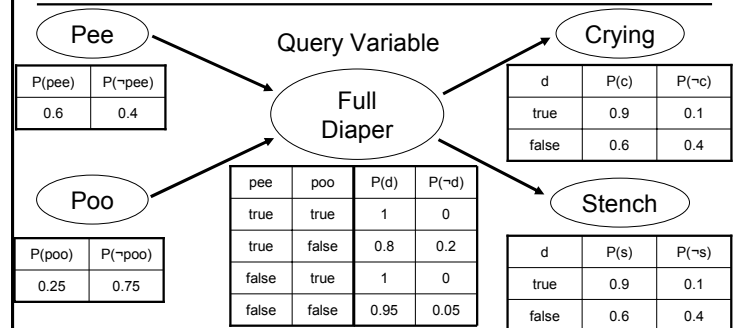 Pee
Query Variable
Crying
P(pee) P(¬pee)
0.6 0.4
Full
Diaper
d P(c) P(¬c)
true 0.9 0.1
false 0.6 0.4
Poo
P(poo) P(¬poo)
0.25 0.75
pee poo P(d) P(¬d)
true true 1 0
true false 0.8 0.2
false true 1 0
false false 0.95 0.05
Stench
d P(s) P(¬s)
true 0.9 0.1
false 0.6 0.4